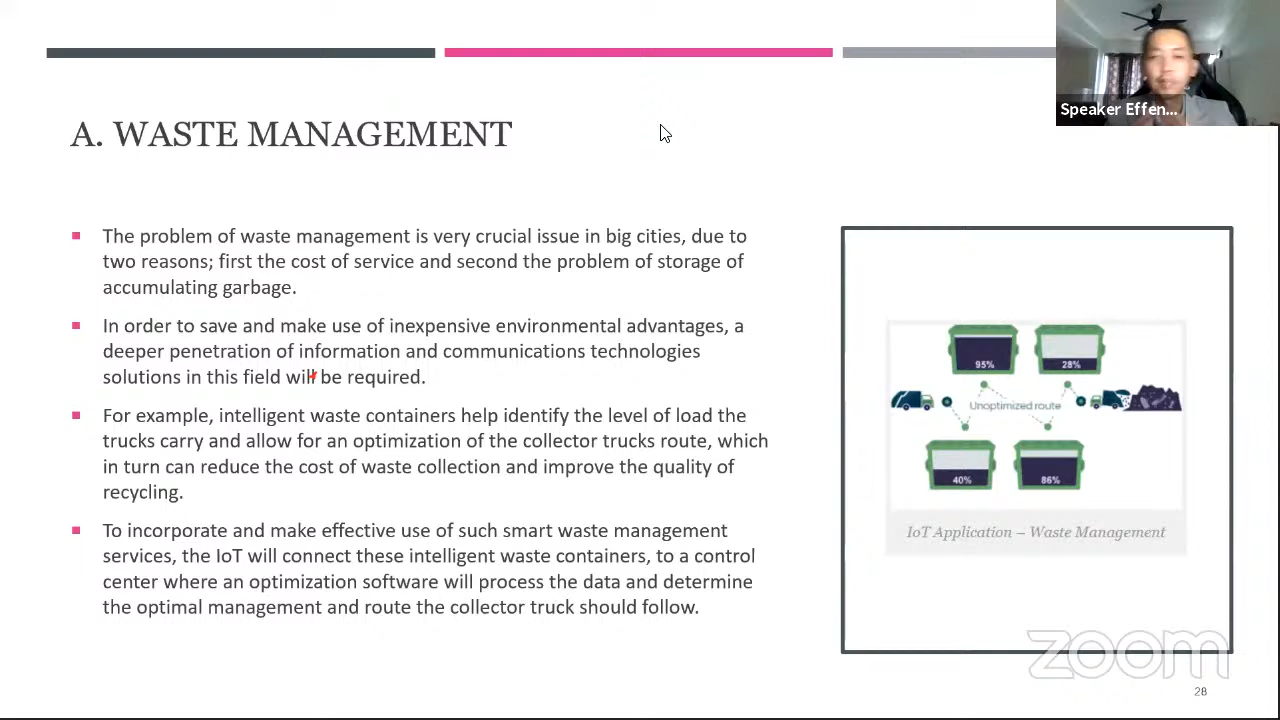 Speaker Effen...
A. WASTE MANAGEMENT
The problem of waste management is very crucial issue in big cities, due to
two reasons; first the cost of service and second the problem of storage of
accumulating garbage.
In order to save and make use of inexpensive environmental advantages, a
deeper penetration of information and communications technologies
solutions in this field will be required.
For example, intelligent waste containers help identify the level of load the
trucks carry and allow for an optimization of the collector trucks route, which
in turn can reduce the cost of waste collection and improve the quality of
recycling.
To incorporate and make effective use of such smart waste management
services, the IoT will connect these intelligent waste containers, to a control
center where an optimization software will process the data and determine
the optimal management and route the collector truck should follow.
95%
28%
Unoptimized route
40%
86%
IoT Application – Waste Management
zoom
28